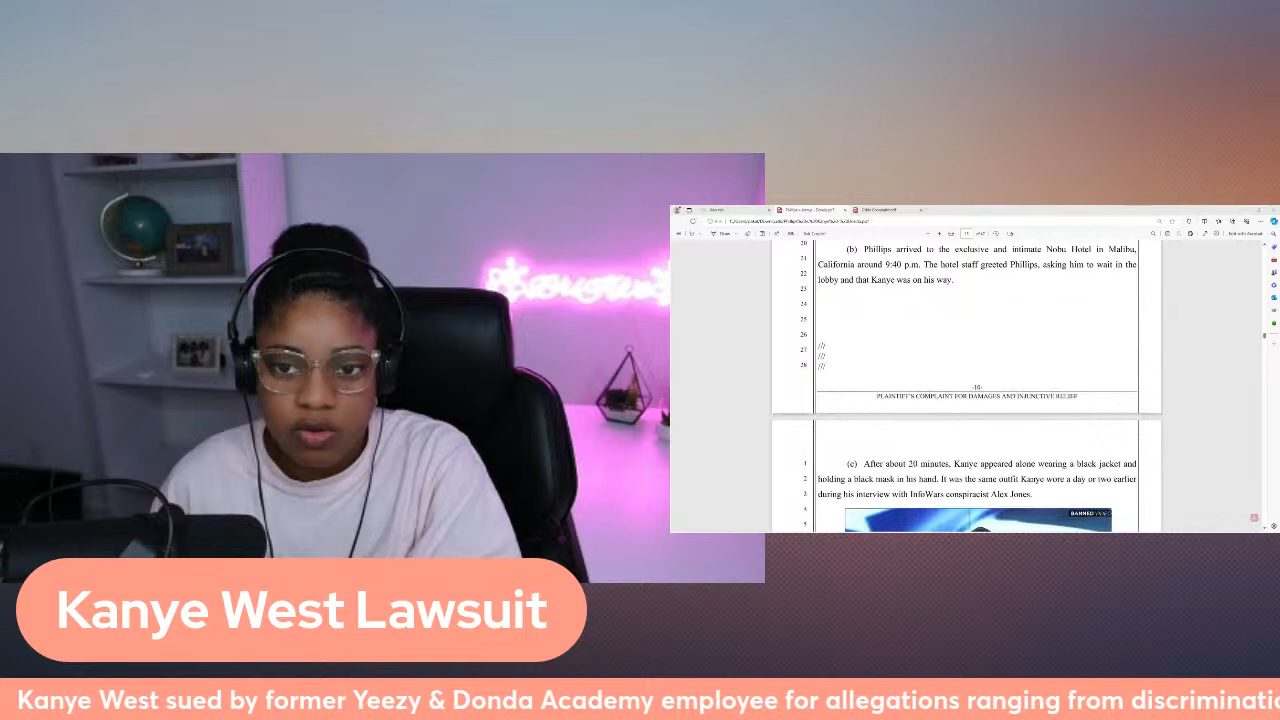 (b) Phillips arrived to the exclusive and intimate Nobu Hotel in Malibu,
California around 9:40 p.m. The hotel staff greeted Phillips, asking him to wait in the
lobby and that Kanye was on his way.
20
21
22
23
24
25
26
27
28
///
///
///
-10-
PLAINTIFF'S COMPLAINT FOR DAMAGES AND INJUNCTIVE RELIEF
1
2
3
4
5
(c) After about 20 minutes, Kanye appeared alone wearing a black jacket and
holding a black mask in his hand. It was the same outfit Kanye wore a day or two earlier
during his interview with InfoWars conspiracist Alex Jones.
BANNED.VIDEO
Kanye West Lawsuit
Kanye West sued by former Yeezy & Donda Academy employee for allegations ranging from discriminatio